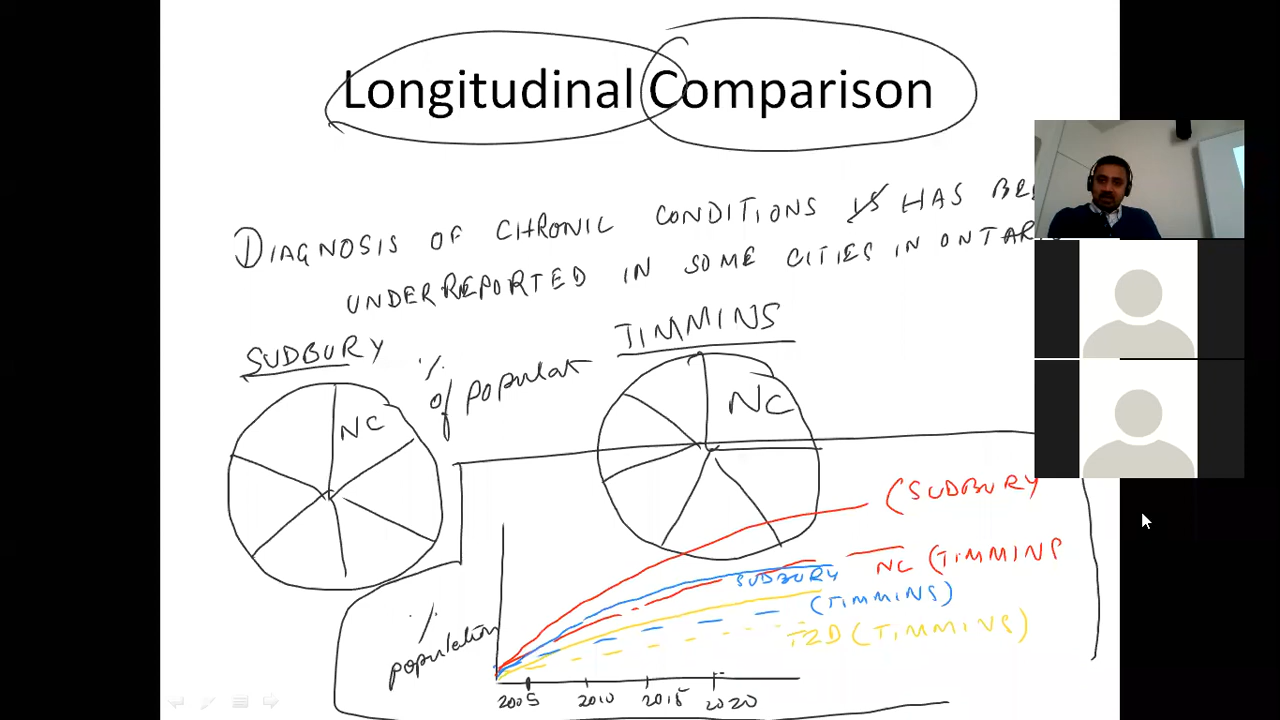 Longitudinal Comparison
DIAGNOSIS OF CHRONIC CONDITIONS IS HAS
UNDERREPORTED IN SOME CITIES IN
SUDBURY
TIMMINS
%
of populat
NC
NC
(SUDBURY
NC (TIMMINS
SUDBURY
(TIMMINS)
T2D (TIMMINS)
%
population
2005 2010 2015 2020